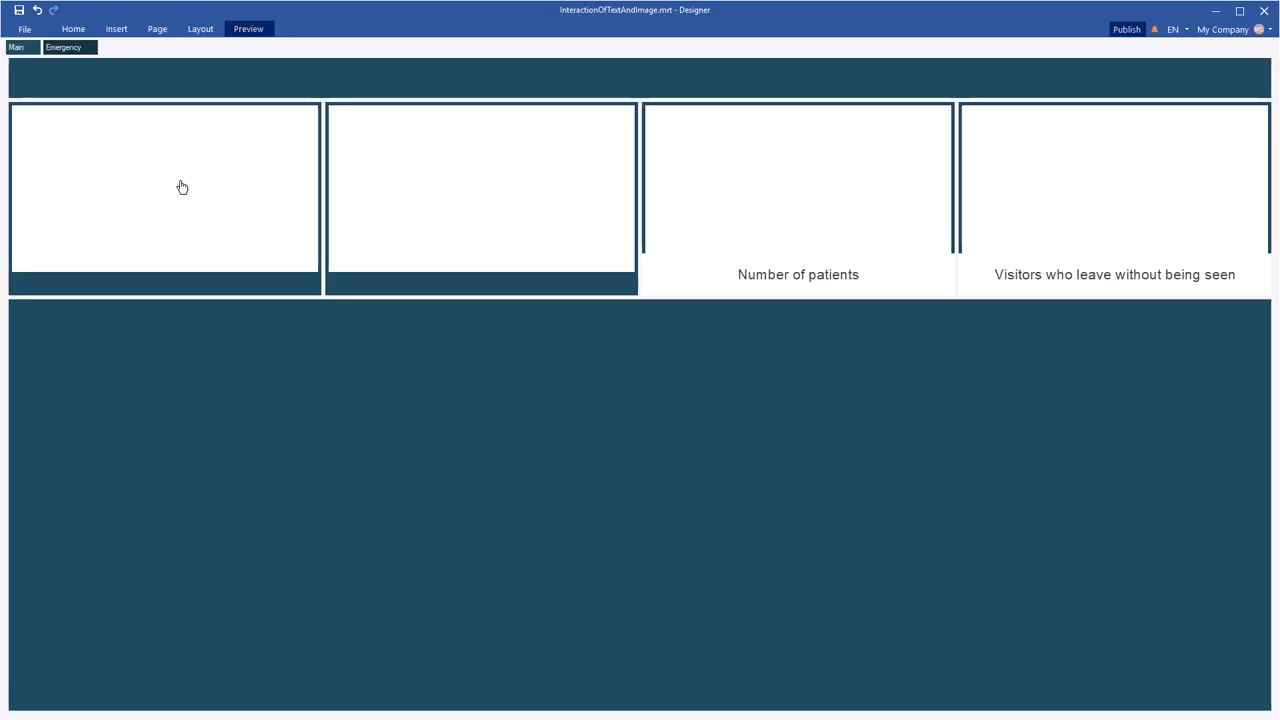 InteractionOfTextAndImage.mrt - Designer
File Home Insert Page Layout Preview Publish EN My Company
Main Emergency
Number of patients
Visitors who leave without being seen